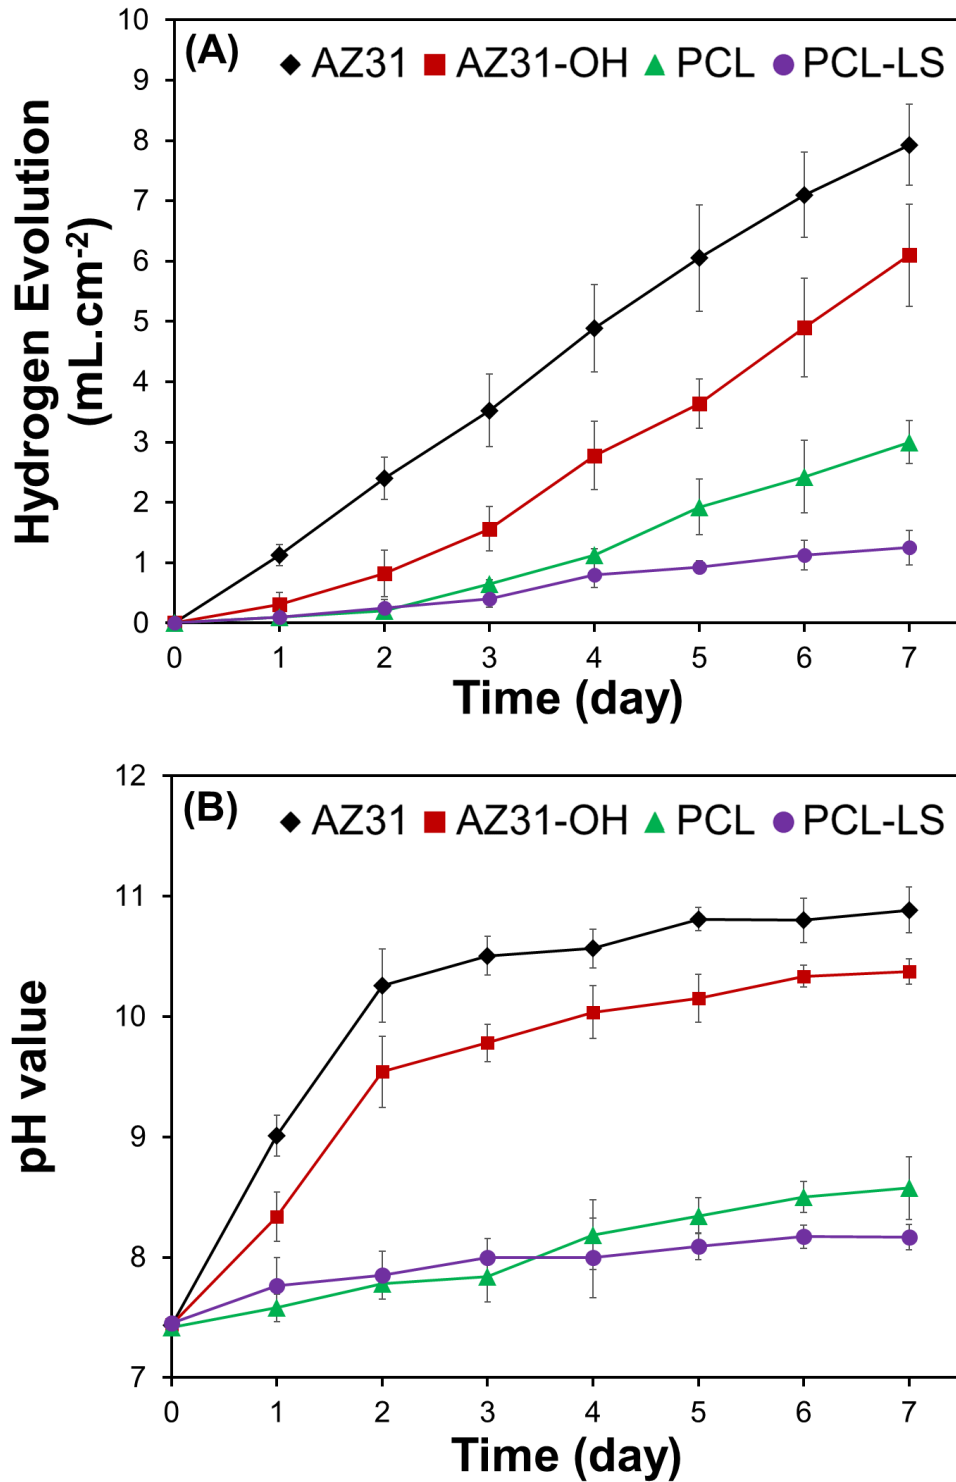 (A)
AZ31 AZ31-OH PCL PCL-LS
10
9
8
7
6
5
4
3
2
1
0
Hydrogen Evolution
(mL.cm⁻²)
0 1 2 3 4 5 6 7
Time (day)
(B)
AZ31 AZ31-OH PCL PCL-LS
12
11
10
9
8
7
pH value
0 1 2 3 4 5 6 7
Time (day)